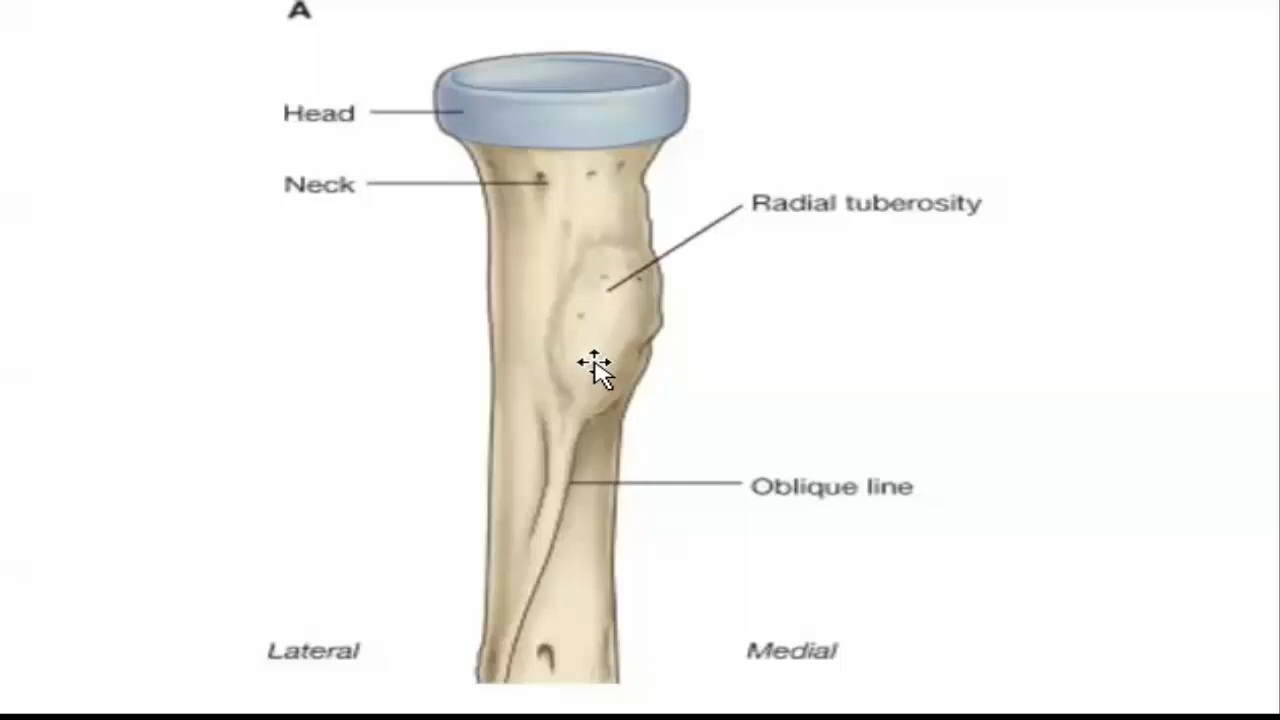 A
Head
Neck
Radial tuberosity
Oblique line
Lateral
Medial